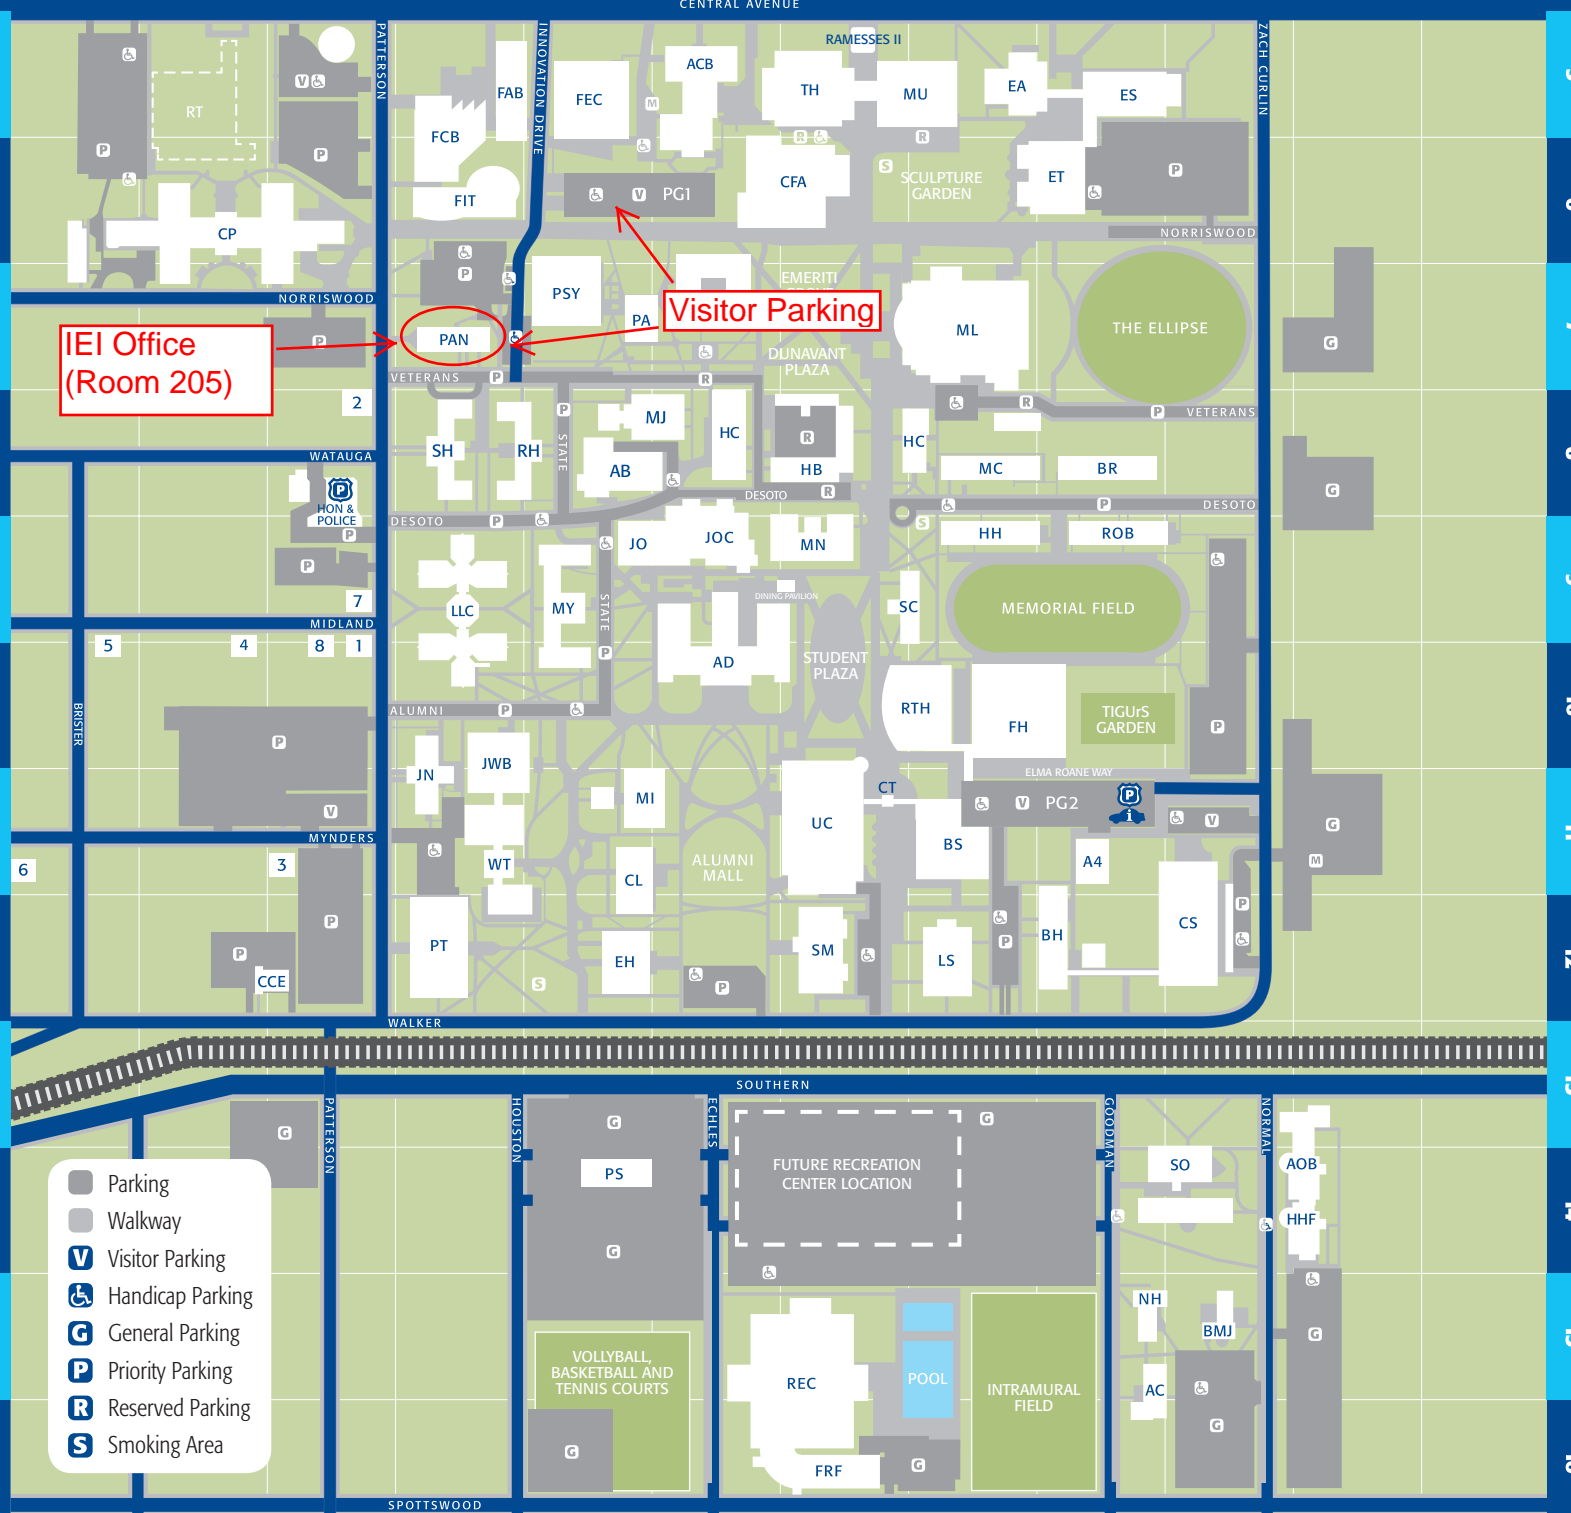 CENTRAL AVENUE
PATTERSON
INNOVATION DRIVE
ZACH CURLIN
RAMESSES II
RT
V
P
P
FAB
FCB
FIT
FEC
M
ACB
TH
MU
EA
ES
R
R
S
SCULPTURE
GARDEN
CFA
ET
P
V PG1
CP
NORRISWOOD
P
PSY
EMERITI
PA
Visitor Parking
IEI Office
(Room 205)
NORRISWOOD
P
PAN
ML
THE ELLIPSE
G
DUNAVANT
PLAZA
VETERANS P
R
R
P VETERANS
2
P
STATE
MJ
HC
R
HB
HC
SH
RH
AB
MC
BR
WATAUGA
P
HON &
POLICE
P
P
G
DESOTO R
P DESOTO
DESOTO P
S
JO
JOC
MN
HH
ROB
LLC
MY
STATE
P
DINING PAVILION
SC
MEMORIAL FIELD
7
MIDLAND
5
4
8
1
AD
STUDENT
PLAZA
RTH
FH
TIGUrS
GARDEN
P
ALUMNI P
BRISTER
P
V
JN
JWB
MI
UC
CT
ELMA ROANE WAY
V PG2
P
i
V
G
M
MYNDERS
6
3
WT
CL
ALUMNI
MALL
BS
A4
P
P
CCE
PT
EH
S
P
SM
LS
P
BH
CS
P
WALKER
SOUTHERN
PATTERSON
HOUSTON
ECHLES
GOODMAN
NORMAL
G
G
PS
G
G
FUTURE RECREATION
CENTER LOCATION
SO
AOB
HHF
Parking
Walkway
V Visitor Parking
Handicap Parking
G General Parking
P Priority Parking
R Reserved Parking
S Smoking Area
VOLLYBALL,
BASKETBALL AND
TENNIS COURTS
G
REC
POOL
INTRAMURAL
FIELD
FRF
G
NH
BMJ
AC
G
G
SPOTTSWOOD